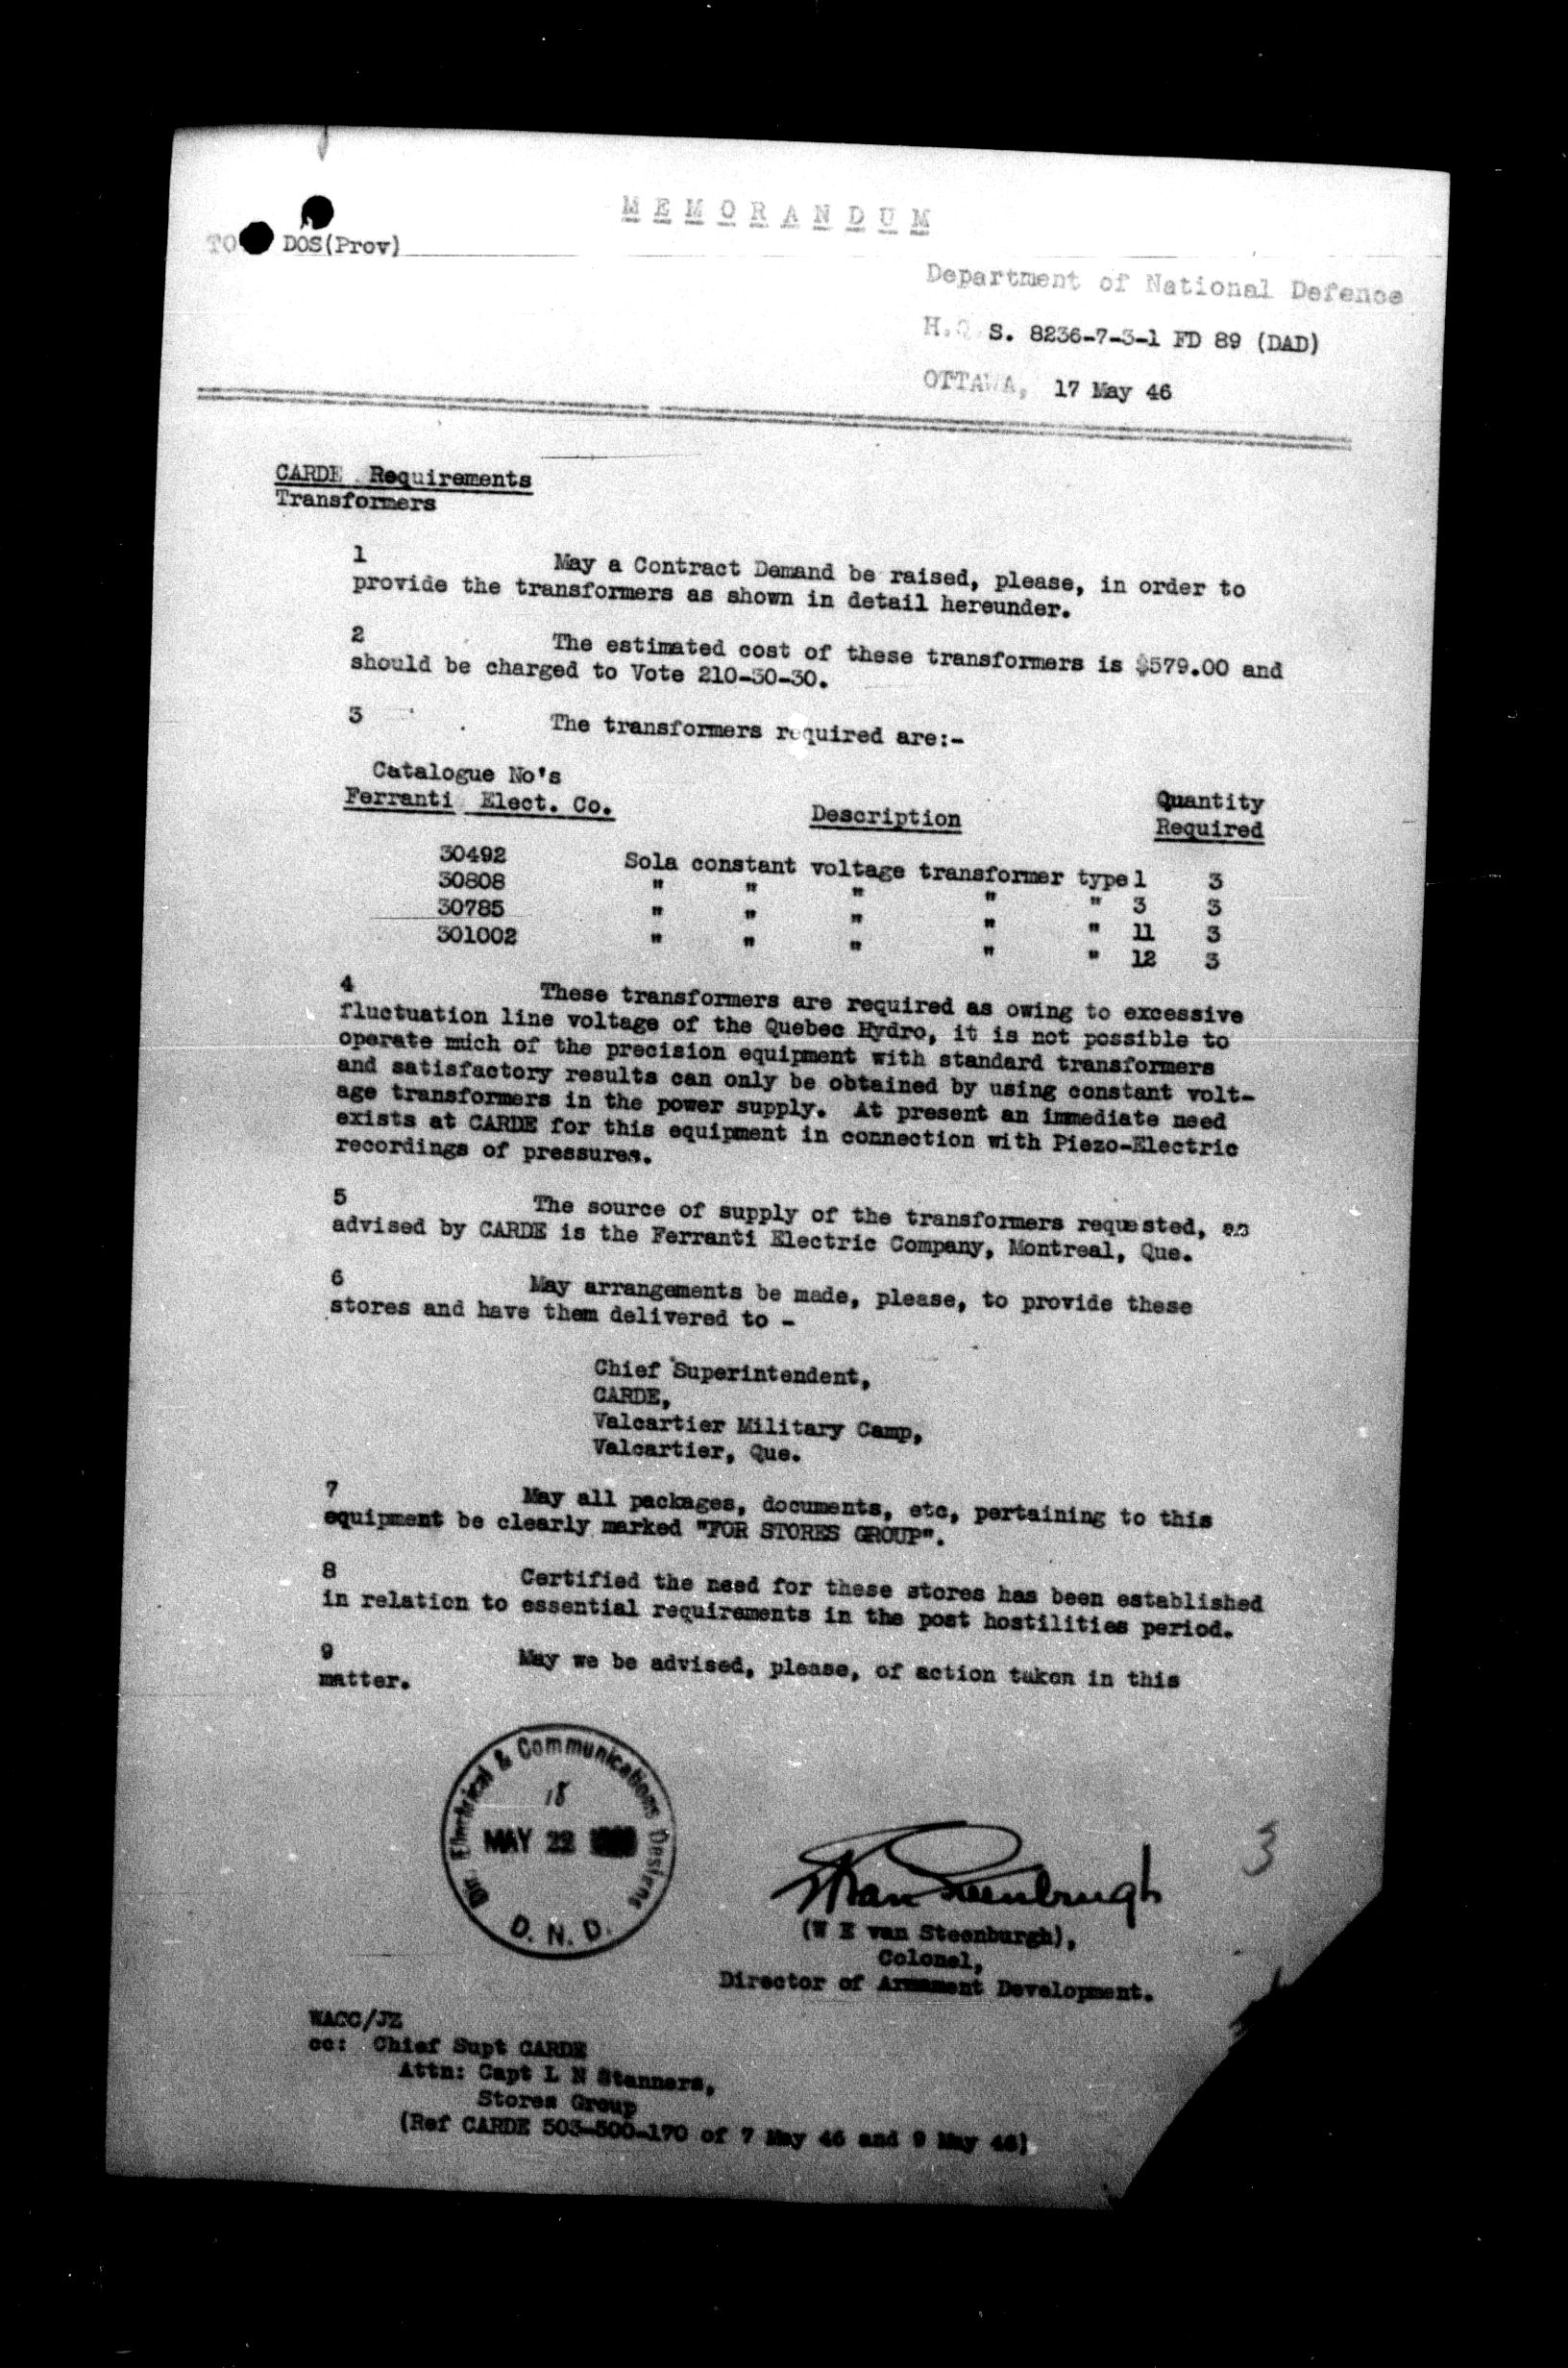 MEMORANDUM
TO DOS(Prov)
Department of National Defence
H.Q. S. 8236-7-3-1 FD 89 (DAD)
OTTAWA, 17 May 46
CARDE Requirements
Transformers
1 May a Contract Demand be raised, please, in order to
provide the transformers as shown in detail hereunder.
2 The estimated cost of these transformers is $579.00 and
should be charged to Vote 210-30-30.
3 The transformers required are:-
Catalogue No's
Ferranti Elect. Co. Description Quantity
Required
30492 Sola constant voltage transformer type 1 3
30808 " " " " " 3 3
30785 " " " " " 11 3
301002 " " " " " 12 3
4 These transformers are required as owing to excessive
fluctuation line voltage of the Quebec Hydro, it is not possible to
operate much of the precision equipment with standard transformers
and satisfactory results can only be obtained by using constant volt-
age transformers in the power supply. At present an immediate need
exists at CARDE for this equipment in connection with Piezo-Electric
recordings of pressures.
5 The source of supply of the transformers requested, as
advised by CARDE is the Ferranti Electric Company, Montreal, Que.
6 May arrangements be made, please, to provide these
stores and have them delivered to -
Chief Superintendent,
CARDE,
Valcartier Military Camp,
Valcartier, Que.
7 May all packages, documents, etc, pertaining to this
equipment be clearly marked "FOR STORES GROUP".
8 Certified the need for these stores has been established
in relation to essential requirements in the post hostilities period.
9 May we be advised, please, of action taken in this
matter.
Dir. Electrical & Communications Designs
18
MAY 22
D. N. D.
3
(W E van Steenburgh),
Colonel,
Director of Armament Development.
WACC/JZ
cc: Chief Supt CARDE
Attn: Capt L N Stanners,
Stores Group
(Ref CARDE 503-500-170 of 7 May 46 and 9 May 46)